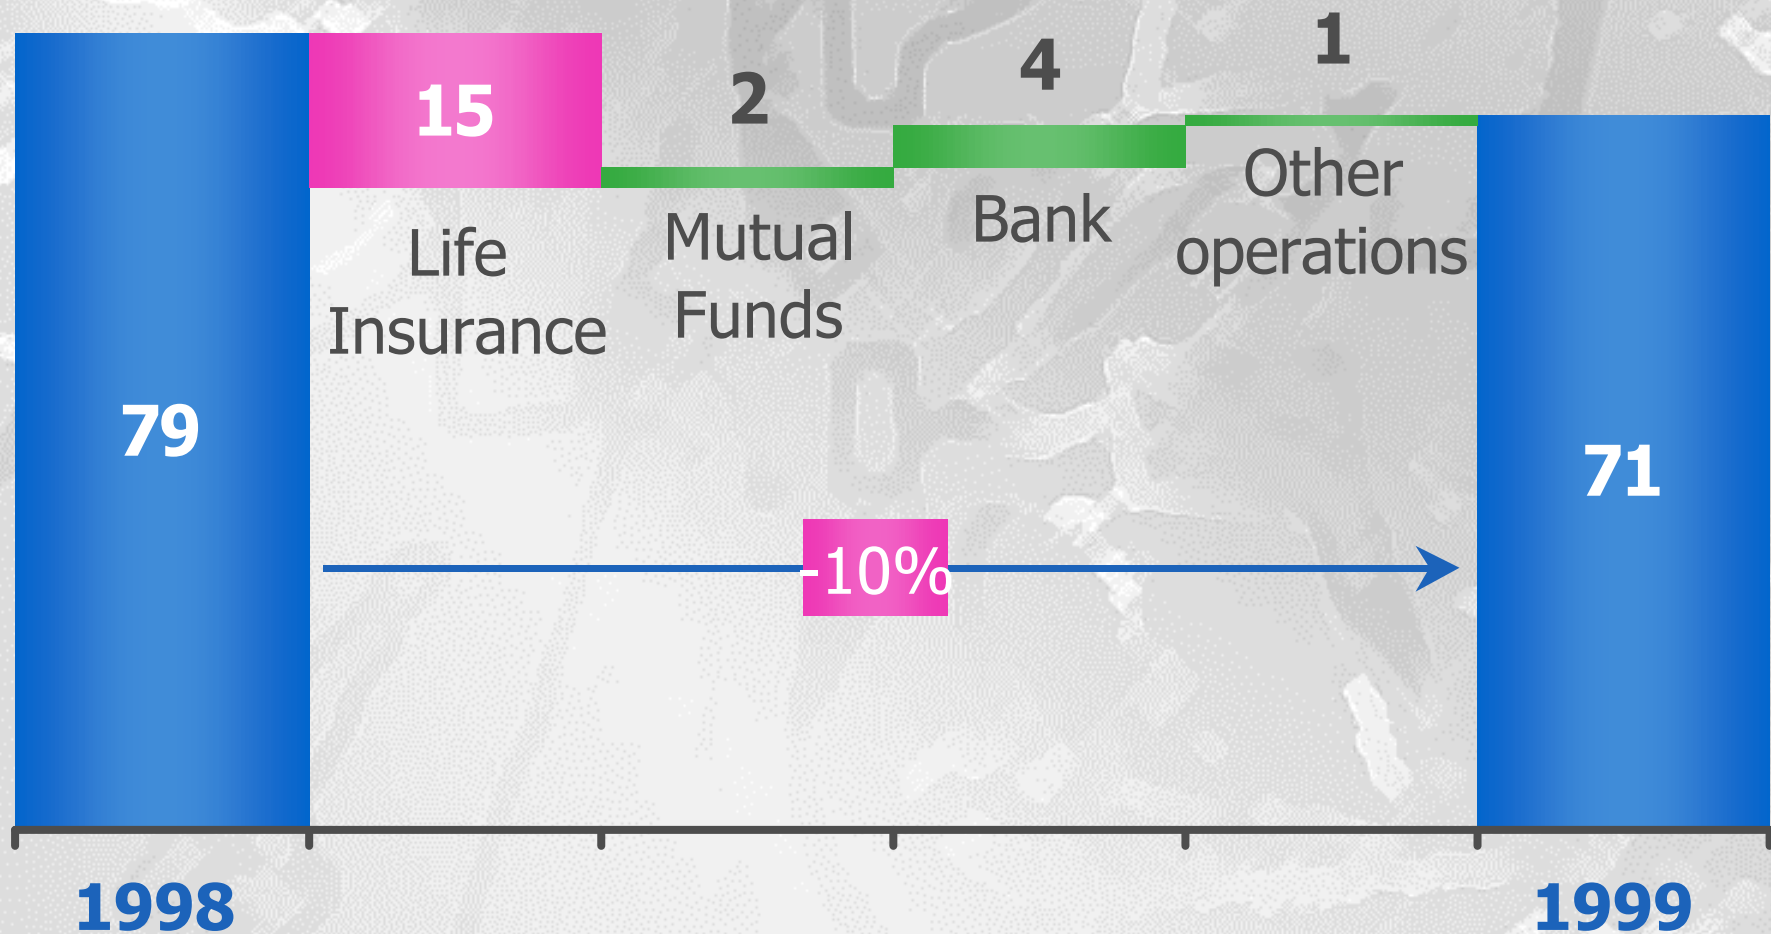 79
15
Life
Insurance
2
Mutual
Funds
4
Bank
1
Other
operations
71
-10%
1998
1999